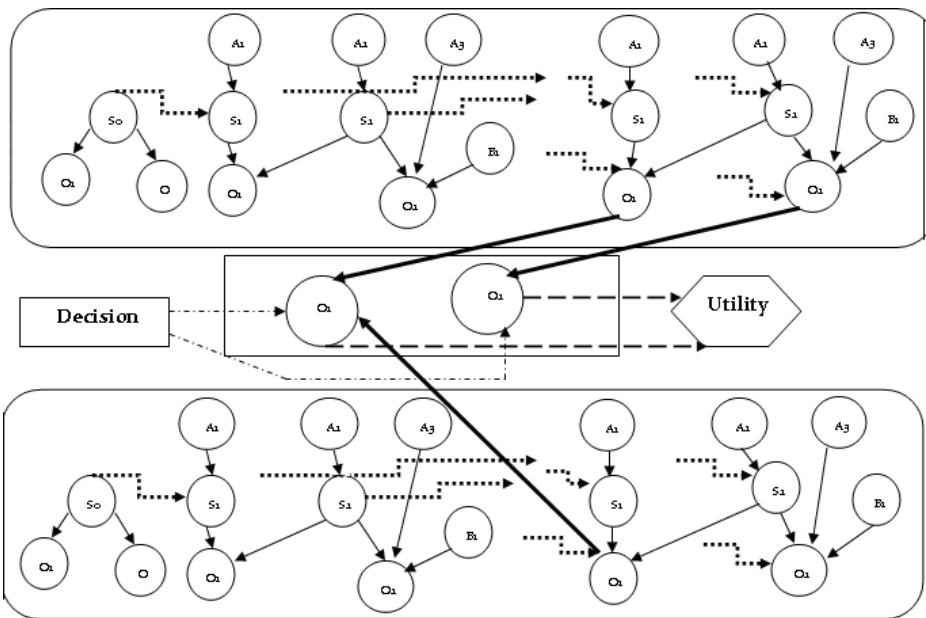 A1 A1 A3 A1 A1 A3
S0 S1 S1 S1 S1 B1
B1
O1 O O1 O1 O1 O1
Decision O1 O1 Utility
A1 A1 A3 A1 A1 A3
S0 S1 S1 S1 S1 B1
B1
O1 O O1 O1 O1 O1